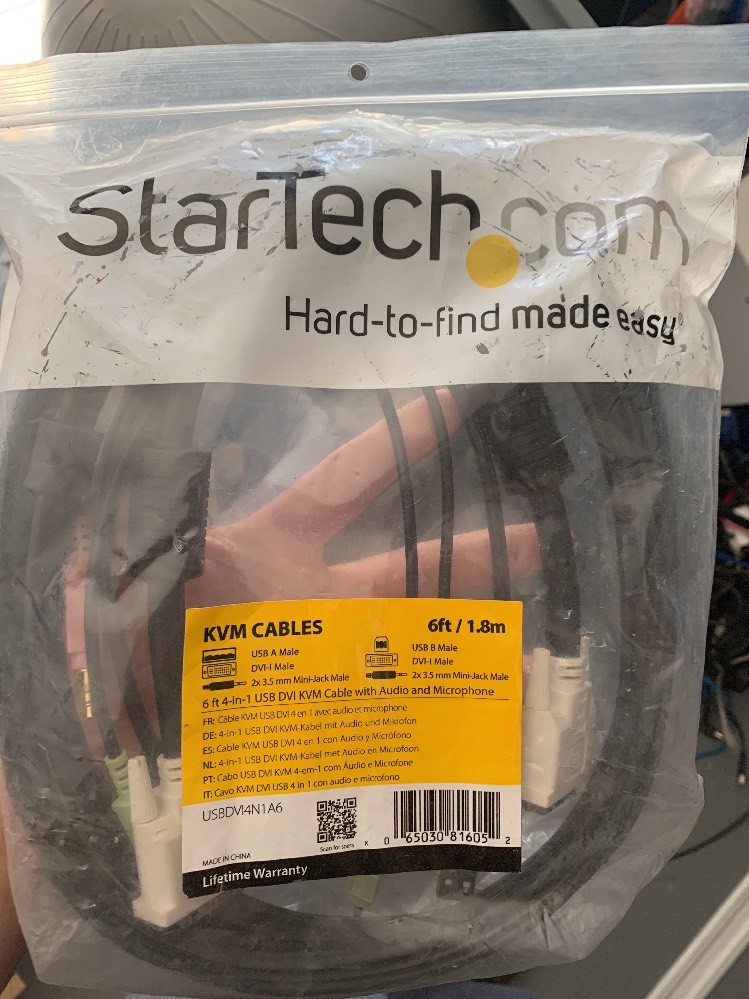 StarTech.com
Hard-to-find made easy®
KVM CABLES
6ft / 1.8m
USB A Male
DVI-I Male
2x 3.5 mm Mini-Jack Male
USB B Male
DVI-I Male
2x 3.5 mm Mini-Jack Male
6 ft 4-in-1 USB DVI KVM Cable with Audio and Microphone
FR: Câble KVM USB DVI 4 en 1 avec audio et microphone
DE: 4-in-1 USB DVI KVM-Kabel mit Audio und Mikrofon
ES: Cable KVM USB DVI 4 en 1 con Audio y Micrófono
NL: 4-in-1 USB DVI KVM-Kabel met Audio en Microfoon
PT: Cabo USB DVI KVM 4-em-1 com Áudio e Microfone
IT: Cavo KVM DVI USB 4 in 1 con audio e microfono
USBDVI4N1A6
Scan for specs
K
0 65030 81605 2
MADE IN CHINA
Lifetime Warranty